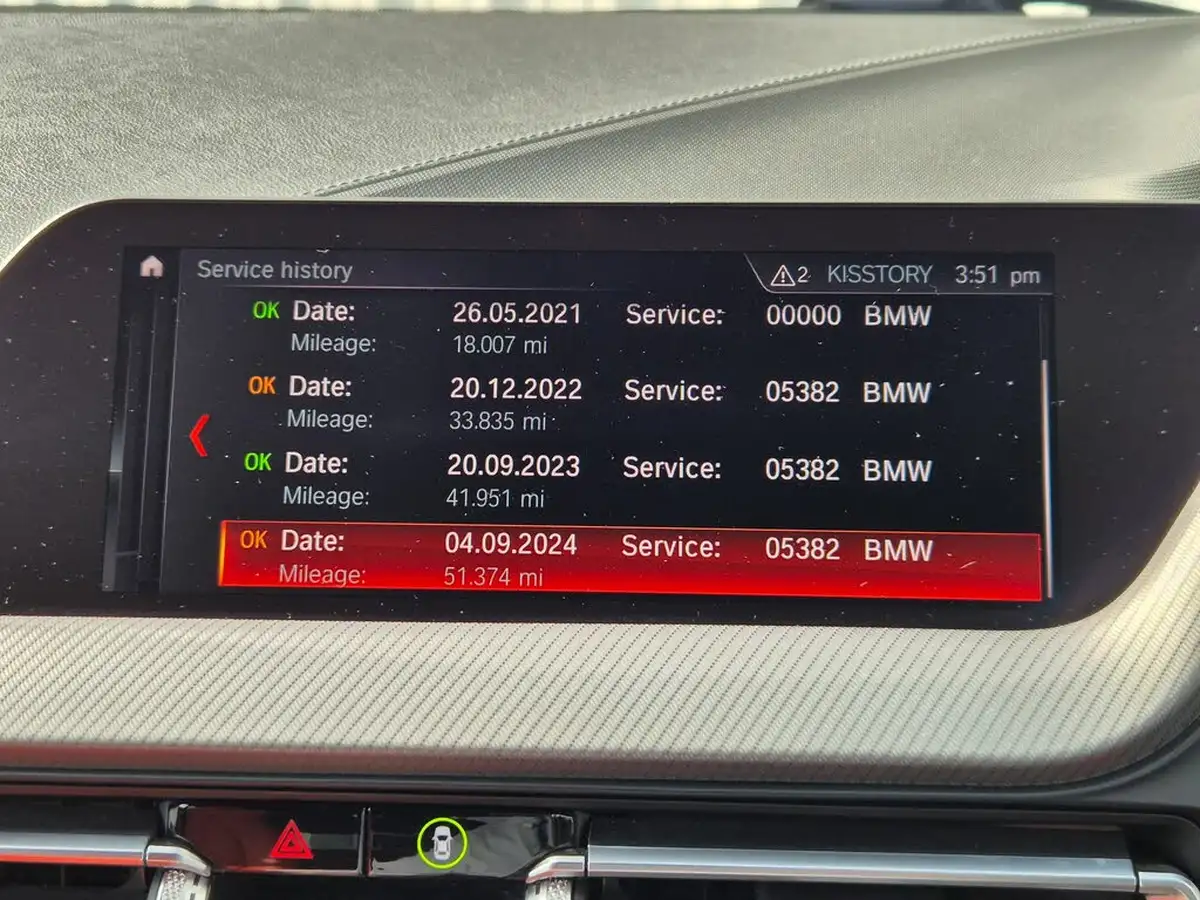 Service history 2 KISSTORY 3:51 pm
OK Date: 26.05.2021 Service: 00000 BMW
Mileage: 18.007 mi
OK Date: 20.12.2022 Service: 05382 BMW
Mileage: 33.835 mi
OK Date: 20.09.2023 Service: 05382 BMW
Mileage: 41.951 mi
OK Date: 04.09.2024 Service: 05382 BMW
Mileage: 51.374 mi